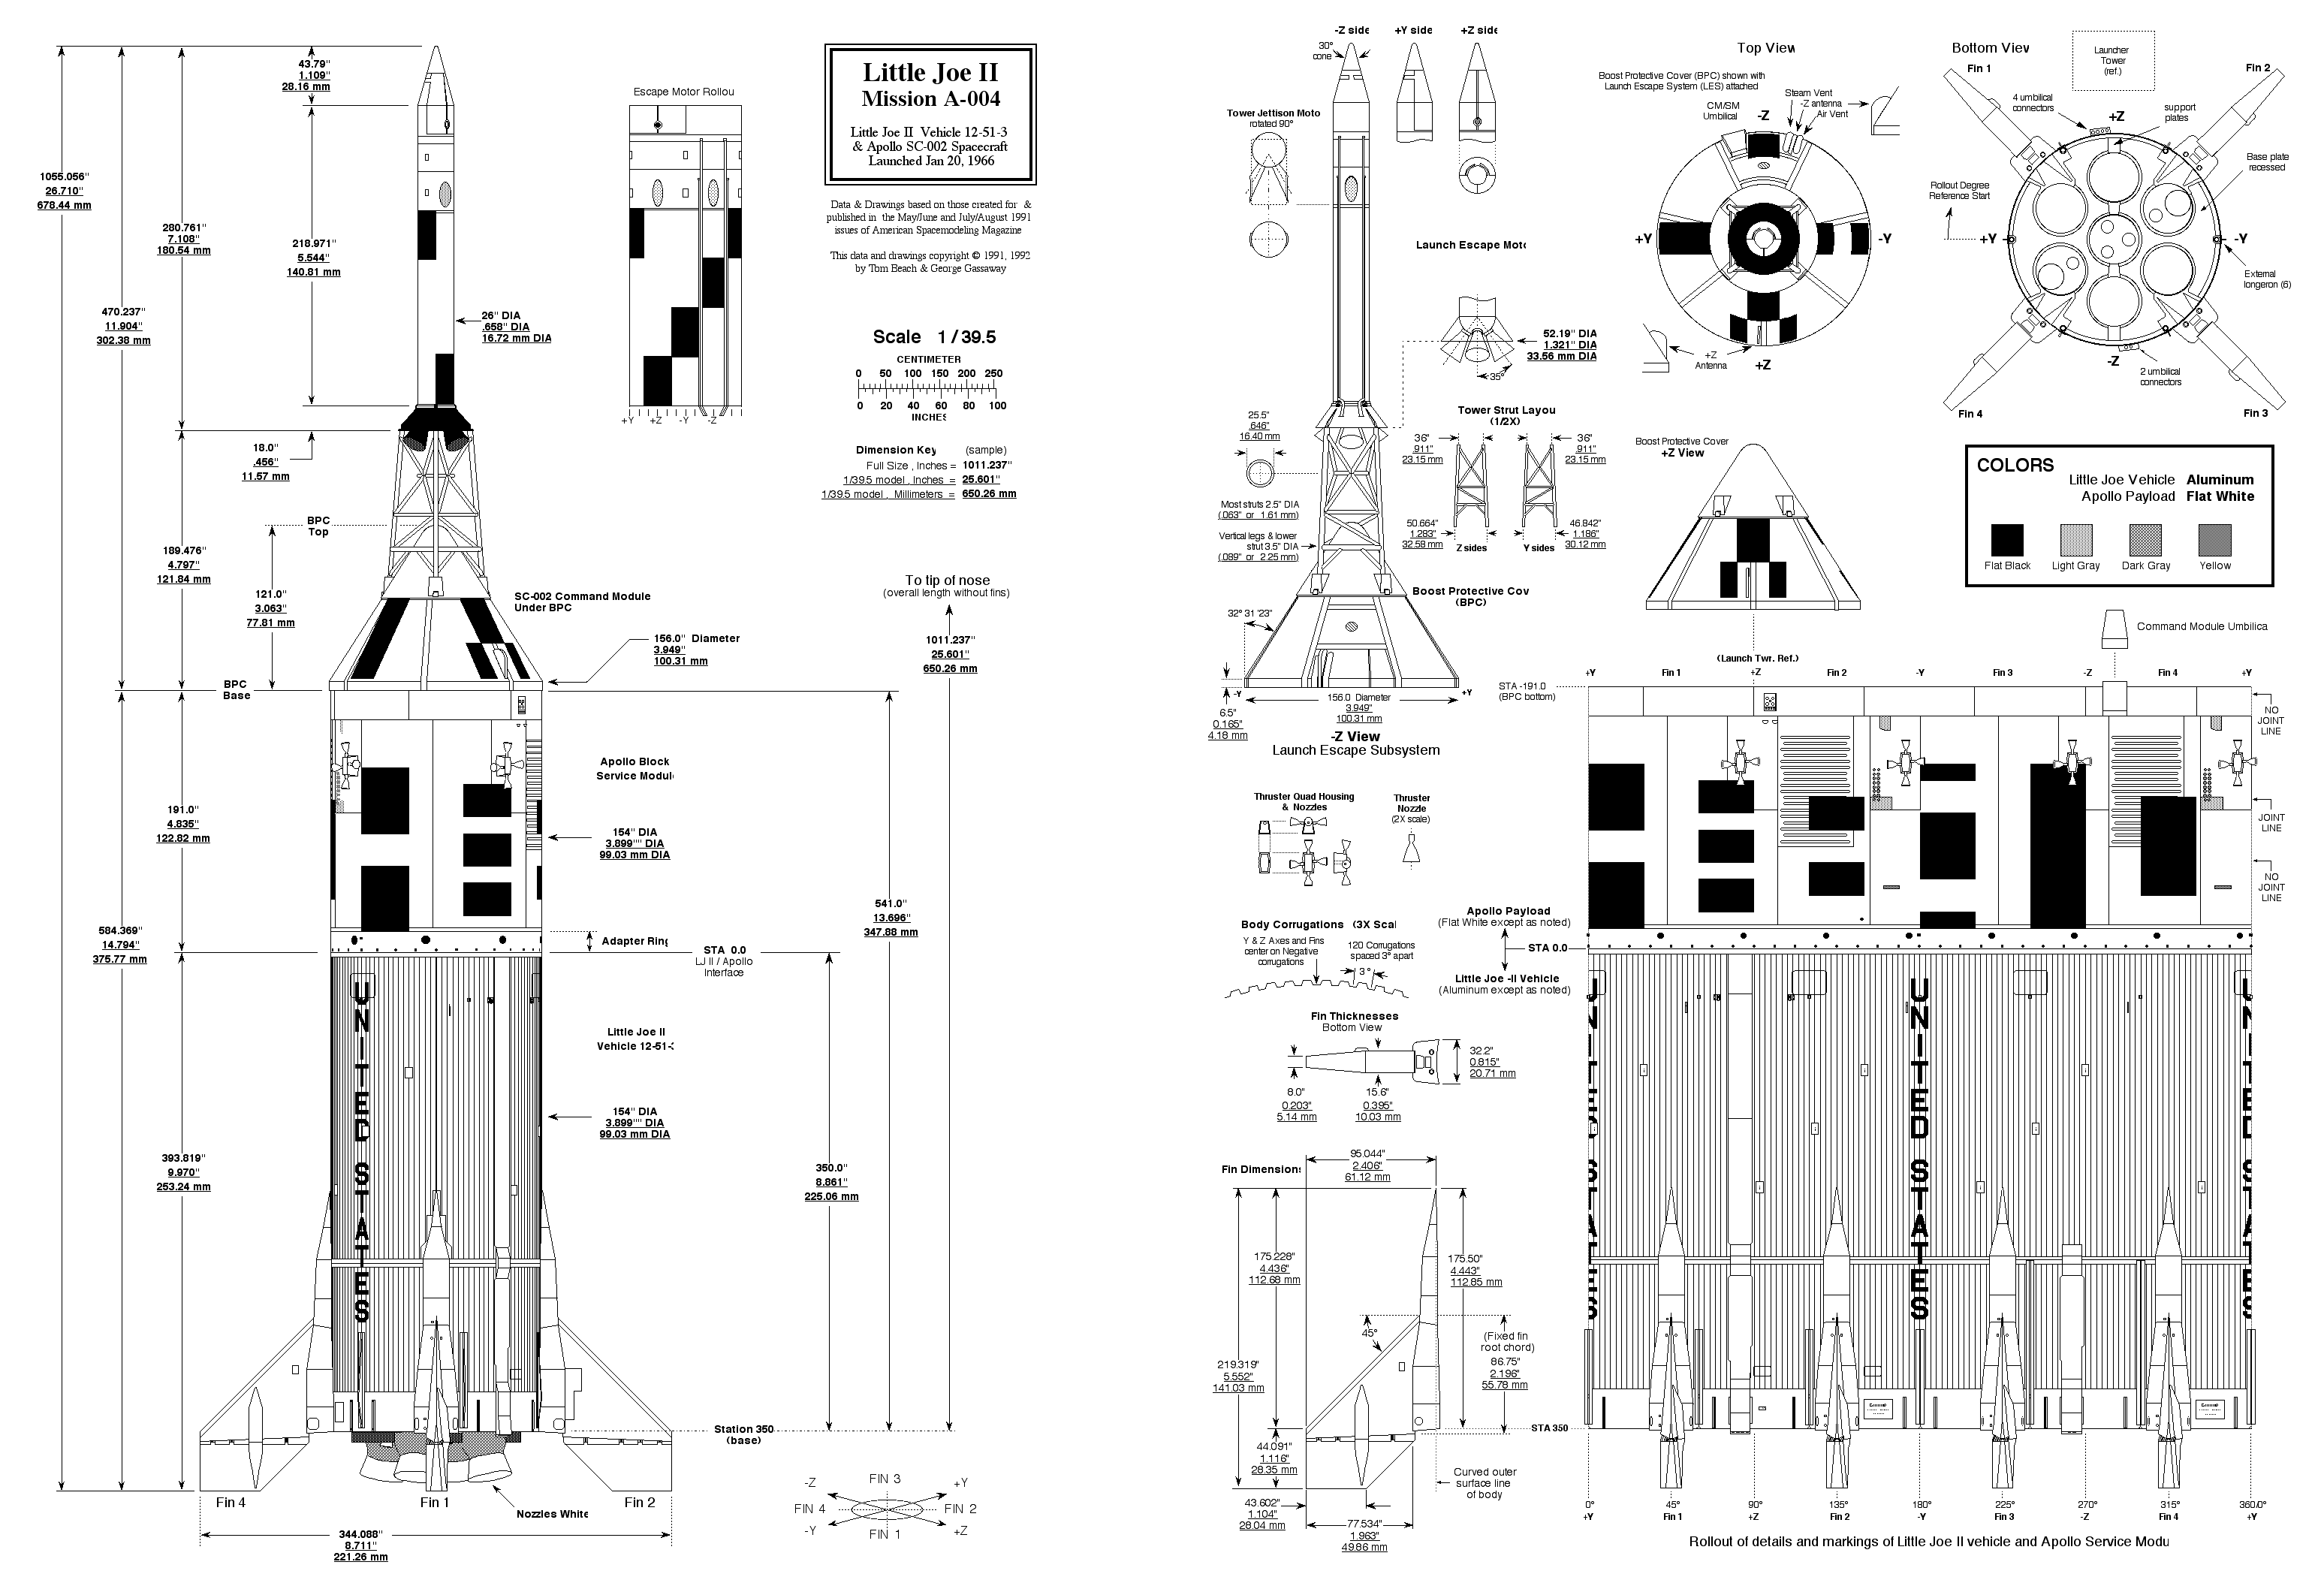 43.79"
1.109"
28.16 mm
1055.056"
26.710"
678.44 mm
280.761"
7.108"
180.54 mm
218.971"
5.544"
140.81 mm
470.237"
11.904"
302.38 mm
26" DIA
.658" DIA
16.72 mm DIA
18.0"
.456"
11.57 mm
BPC
Top
189.476"
4.797"
121.84 mm
121.0"
3.063"
77.81 mm
SC-002 Command Module
Under BPC
156.0" Diameter
3.949"
100.31 mm
BPC
Base
Apollo Block
Service Modul
191.0"
4.835"
122.82 mm
154" DIA
3.899"" DIA
99.03 mm DIA
584.369"
14.794"
375.77 mm
Adapter Ring
STA 0.0
LJ II / Apollo
Interface
541.0"
13.696"
347.88 mm
UNITED STATES
Little Joe II
Vehicle 12-51-3
154" DIA
3.899"" DIA
99.03 mm DIA
393.819"
9.970"
253.24 mm
350.0"
8.861"
225.06 mm
Station 350
(base)
Fin 4
Fin 1
Fin 2
Nozzles White
344.088"
8.711"
221.26 mm
-Z
FIN 3
+Y
FIN 4
FIN 2
-Y
FIN 1
+Z
Escape Motor Rollou
+Y +Z -Y -Z
Little Joe II
Mission A-004
Little Joe II Vehicle 12-51-3
& Apollo SC-002 Spacecraft
Launched Jan 20, 1966
Data & Drawings based on those created for &
published in the May/June and July/August 1991
issues of American Spacemodeling Magazine
This data and drawings copyright © 1991, 1992
by Tom Beach & George Gassaway
Scale 1 / 39.5
CENTIMETER
0 50 100 150 200 250
0 20 40 60 80 100
INCHES
Dimension Key (sample)
Full Size , Inches = 1011.237"
1/39.5 model , Inches = 25.601"
1/39.5 model , Millimeters = 650.26 mm
To tip of nose
(overall length without fins)
1011.237"
25.601"
650.26 mm
-Z side
+Y side
+Z side
30°
cone
Tower Jettison Moto
rotated 90°
Launch Escape Moto
52.19" DIA
1.321" DIA
33.56 mm DIA
35°
25.5"
.646"
16.40 mm
Tower Strut Layou
(1/2X)
36"
.911"
23.15 mm
36"
.911"
23.15 mm
50.664"
1.283"
32.58 mm
Z sides
Y sides
46.842"
1.186"
30.12 mm
Most struts 2.5" DIA
(.063" or 1.61 mm)
Vertical legs & lower
strut 3.5" DIA
(.089" or 2.25 mm)
Boost Protective Cov
(BPC)
32° 31 '23"
-Y
+Y
156.0 Diameter
3.949"
100.31 mm
6.5"
0.165"
4.18 mm
-Z View
Launch Escape Subsystem
Thruster Quad Housing
& Nozzles
Thruster
Nozzle
(2X scale)
Body Corrugations (3X Scal
Y & Z Axes and Fins
center on Negative
corrugations
120 Corrugations
spaced 3° apart
3°
Apollo Payload
(Flat White except as noted)
STA 0.0
Little Joe -II Vehicle
(Aluminum except as noted)
Fin Thicknesses
Bottom View
32.2"
0.815"
20.71 mm
8.0"
0.203"
5.14 mm
15.6"
0.395"
10.03 mm
Fin Dimensions
95.044"
2.406"
61.12 mm
175.228"
4.436"
112.68 mm
175.50"
4.443"
112.85 mm
45°
(Fixed fin
root chord)
86.75"
2.196"
55.78 mm
219.319"
5.552"
141.03 mm
44.091"
1.116"
28.35 mm
STA 350
Curved outer
surface line
of body
43.602"
1.104"
28.04 mm
77.534"
1.963"
49.86 mm
Top View
Boost Protective Cover (BPC) shown with
Launch Escape System (LES) attached
Steam Vent
-Z antenna
Air Vent
CM/SM
Umbilical
-Z
+Y
-Y
+Z
Antenna
+Z
Bottom View
Launcher
Tower
(ref.)
Fin 1
Fin 2
4 umbilical
connectors
+Z
support
plates
Base plate
recessed
Rollout Degree
Reference Start
+Y
-Y
External
longeron (6)
-Z
2 umbilical
connectors
Fin 4
Fin 3
Boost Protective Cover
+Z View
COLORS
Little Joe Vehicle Aluminum
Apollo Payload Flat White
Flat Black
Light Gray
Dark Gray
Yellow
Command Module Umbilica
(Launch Twr. Ref.)
+Y Fin 1 +Z Fin 2 -Y Fin 3 -Z Fin 4 +Y
STA -191.0
(BPC bottom)
NO
JOINT
LINE
JOINT
LINE
NO
JOINT
LINE
UNITED STATES
UNITED STATES
UNITED STATES
0° 45° 90° 135° 180° 225° 270° 315° 360.0°
+Y Fin 1 +Z Fin 2 -Y Fin 3 -Z Fin 4 +Y
Rollout of details and markings of Little Joe II vehicle and Apollo Service Modu